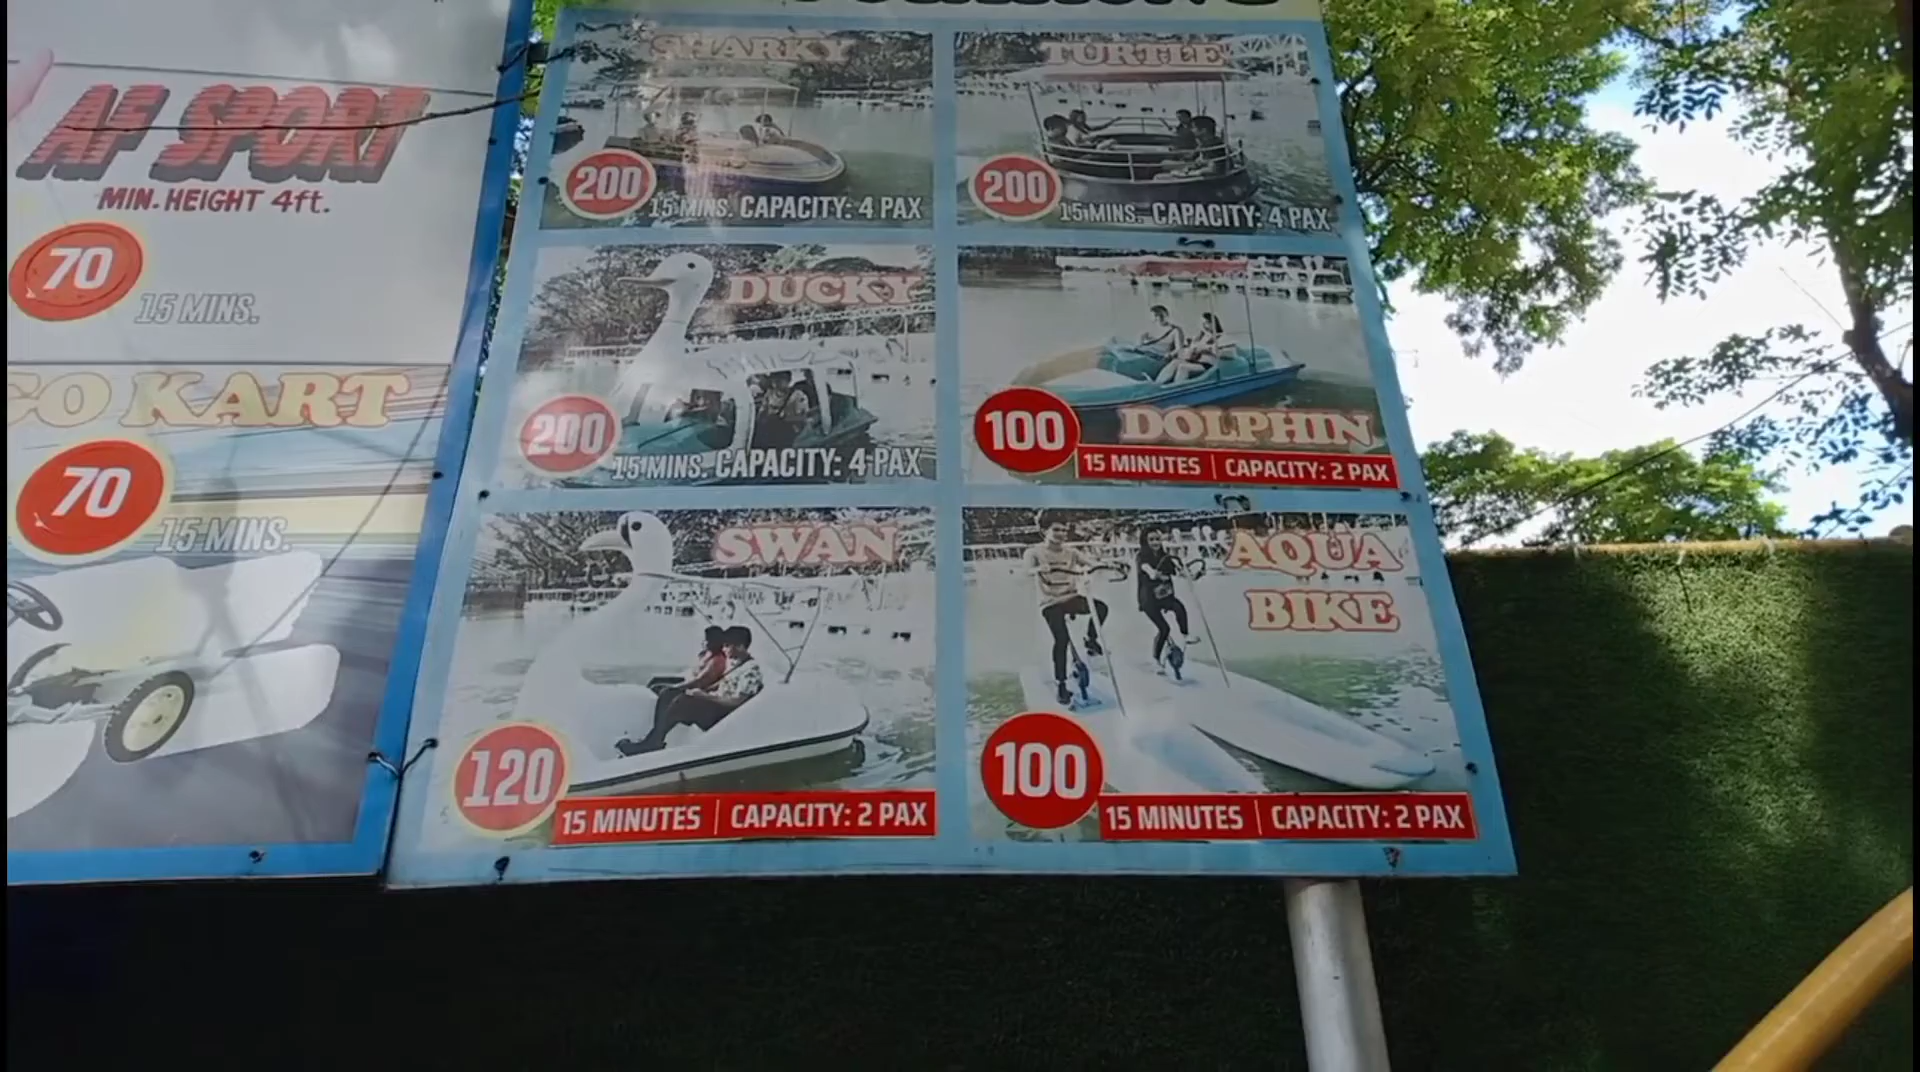 AF SPORT
MIN. HEIGHT 4ft.
70
15 MINS.
GO KART
70
15 MINS.
SHARKY
200
15 MINS. CAPACITY: 4 PAX
TURTLE
200
15 MINS. CAPACITY: 4 PAX
DUCKY
200
15 MINS. CAPACITY: 4 PAX
DOLPHIN
100
15 MINUTES | CAPACITY: 2 PAX
SWAN
120
15 MINUTES | CAPACITY: 2 PAX
AQUA
BIKE
100
15 MINUTES | CAPACITY: 2 PAX